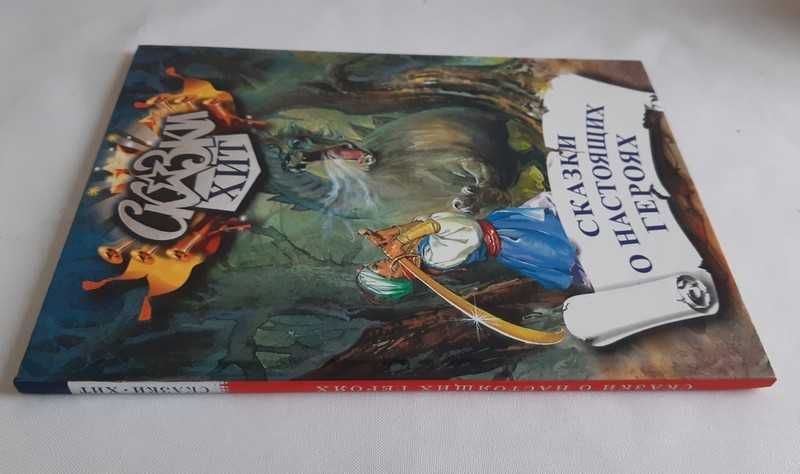 СКАЗКИ
ХИТ
СКАЗКИ
О НАСТОЯЩИХ
ГЕРОЯХ
СКАЗКИ О НАСТОЯЩИХ ГЕРОЯХ
СКАЗКИ • ХИТ